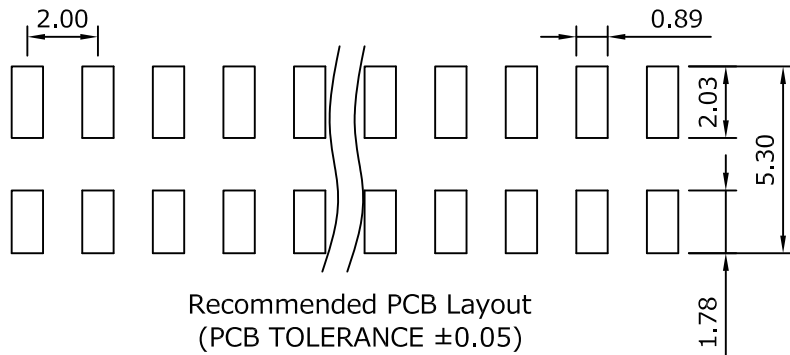 2.00
0.89
2.03
5.30
1.78
Recommended PCB Layout
(PCB TOLERANCE ±0.05)